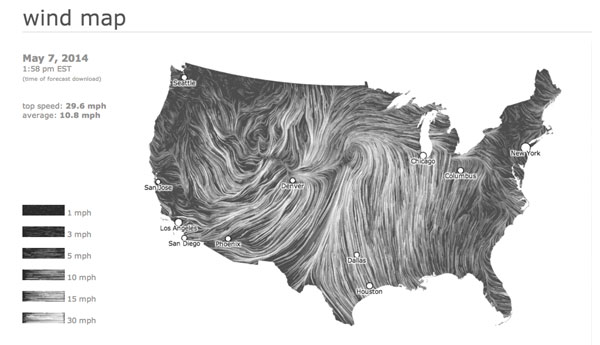 wind map
May 7, 2014
1:58 pm EST
(time of forecast download)
top speed: 29.6 mph
average: 10.8 mph
1 mph
3 mph
5 mph
10 mph
15 mph
30 mph
Seattle
San Jose
Los Angeles
San Diego
Phoenix
Denver
Dallas
Houston
Chicago
Columbus
New York